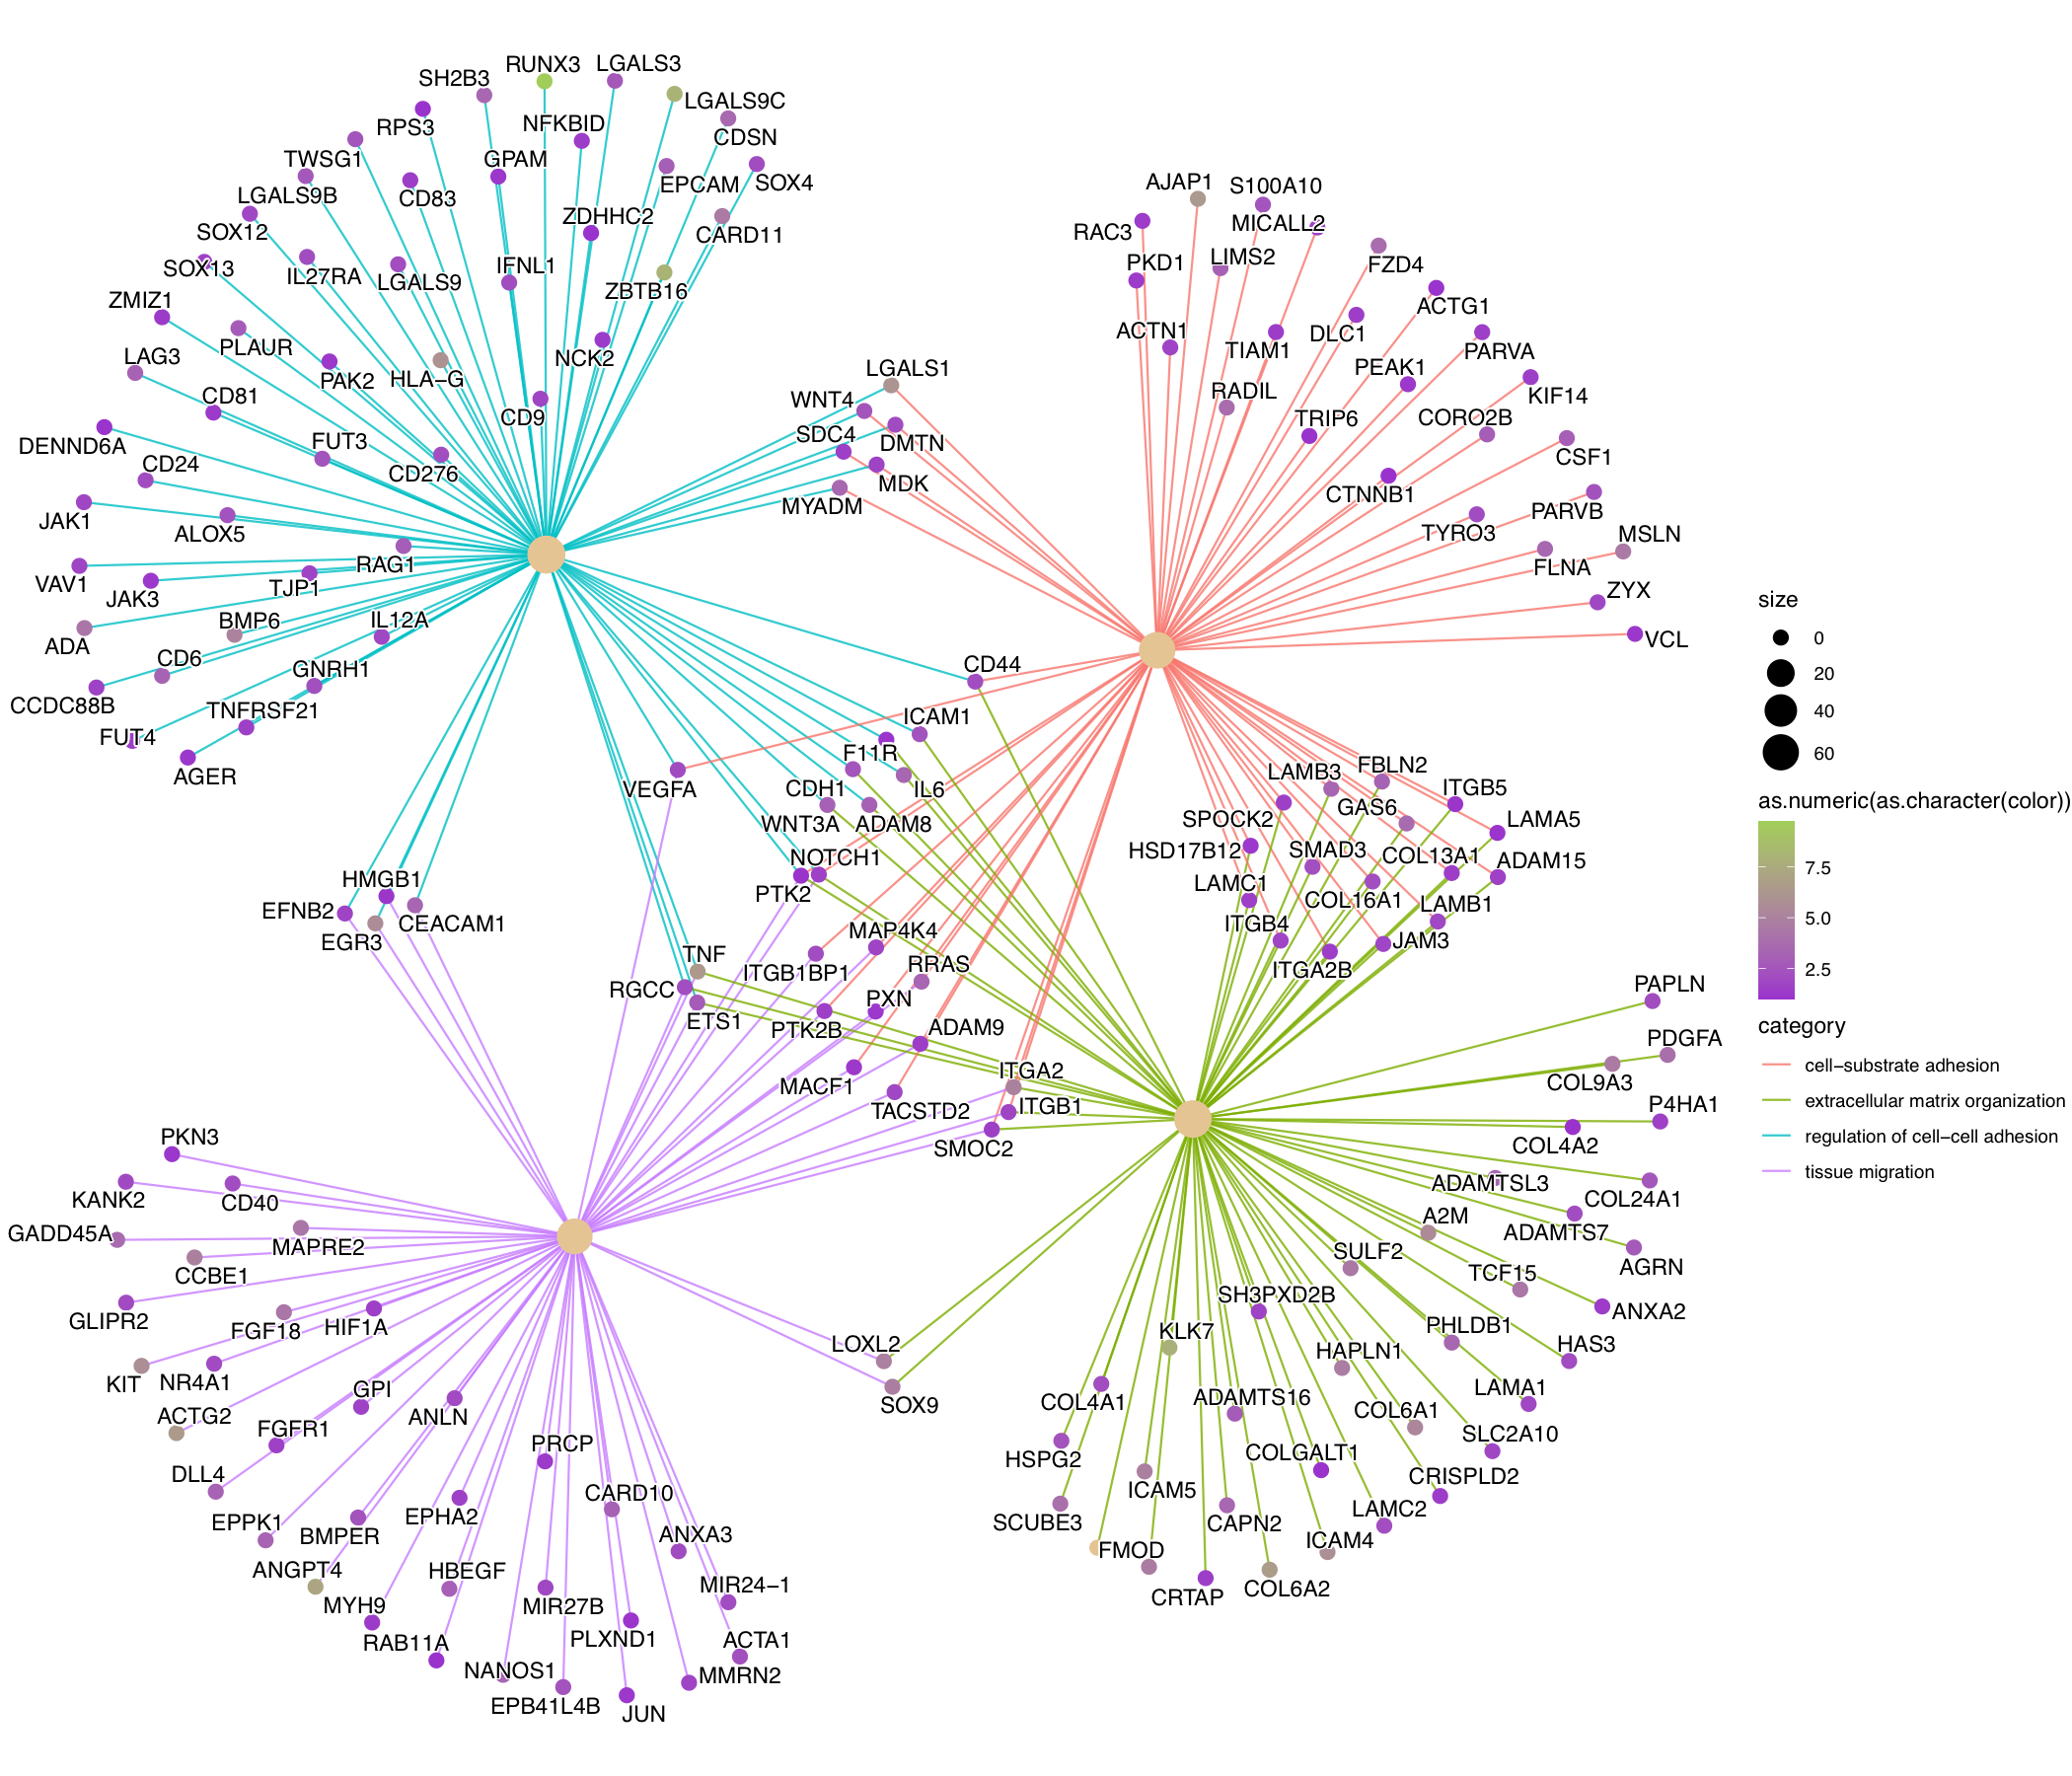 RUNX3
LGALS3
SH2B3
LGALS9C
RPS3
NFKBID
CDSN
TWSG1
GPAM
EPCAM
SOX4
LGALS9B
CD83
ZDHHC2
CARD11
SOX12
SOX13
IL27RA
LGALS9
IFNL1
ZBTB16
ZMIZ1
PLAUR
LAG3
PAK2
HLA-G
NCK2
CD81
CD9
DENND6A
FUT3
CD24
CD276
JAK1
ALOX5
RAG1
VAV1
JAK3
TJP1
BMP6
IL12A
ADA
CD6
GNRH1
CCDC88B
TNFRSF21
FUT4
AGER
LGALS1
WNT4
SDC4
DMTN
MDK
MYADM
AJAP1
S100A10
RAC3
MICALL2
PKD1
LIMS2
FZD4
ACTG1
ACTN1
TIAM1
DLC1
PARVA
PEAK1
RADIL
KIF14
TRIP6
CORO2B
CSF1
CTNNB1
PARVB
TYRO3
MSLN
FLNA
ZYX
VCL
CD44
ICAM1
F11R
VEGFA
CDH1
IL6
WNT3A
ADAM8
NOTCH1
PTK2
LAMB3
FBLN2
ITGB5
GAS6
SPOCK2
LAMA5
HSD17B12
SMAD3
COL13A1
ADAM15
LAMC1
COL16A1
LAMB1
ITGB4
JAM3
ITGA2B
HMGB1
EFNB2
EGR3
CEACAM1
TNF
MAP4K4
ITGB1BP1
RRAS
RGCC
PXN
ETS1
PTK2B
ADAM9
MACF1
ITGA2
TACSTD2
ITGB1
SMOC2
PAPLN
PDGFA
COL9A3
P4HA1
COL4A2
ADAMTSL3
COL24A1
A2M
ADAMTS7
SULF2
AGRN
TCF15
SH3PXD2B
ANXA2
PHLDB1
KLK7
HAPLN1
HAS3
LAMA1
COL4A1
ADAMTS16
COL6A1
SLC2A10
HSPG2
COLGALT1
CRISPLD2
ICAM5
LAMC2
SCUBE3
CAPN2
ICAM4
FMOD
COL6A2
CRTAP
LOXL2
SOX9
PKN3
KANK2
CD40
GADD45A
MAPRE2
CCBE1
GLIPR2
FGF18
HIF1A
KIT
NR4A1
GPI
ACTG2
ANLN
FGFR1
PRCP
DLL4
CARD10
EPPK1
BMPER
EPHA2
ANXA3
ANGPT4
HBEGF
MIR24-1
MYH9
MIR27B
RAB11A
PLXND1
ACTA1
NANOS1
MMRN2
EPB41L4B
JUN
size
0
20
40
60
as.numeric(as.character(color))
7.5
5.0
2.5
category
cell-substrate adhesion
extracellular matrix organization
regulation of cell-cell adhesion
tissue migration